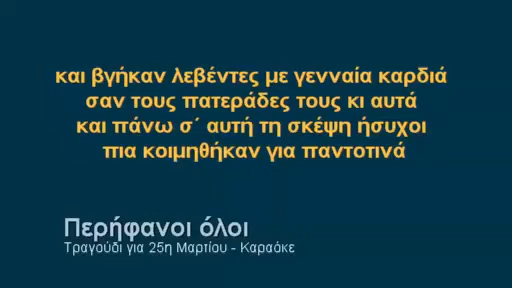 και βγήκαν λεβέντες με γενναία καρδιά
σαν τους πατεράδες τους κι αυτά
και πάνω σ΄ αυτή τη σκέψη ήσυχοι
πια κοιμηθήκαν για παντοτινά
Περήφανοι όλοι
Τραγούδι για 25η Μαρτίου - Καραόκε